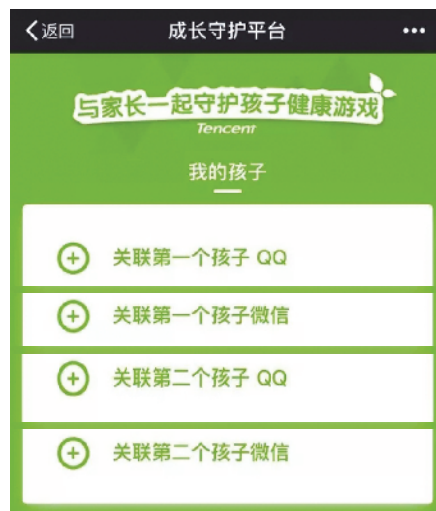 返回 成长守护平台
与家长一起守护孩子健康游戏
Tencent
我的孩子
关联第一个孩子 QQ
关联第一个孩子微信
关联第二个孩子 QQ
关联第二个孩子微信